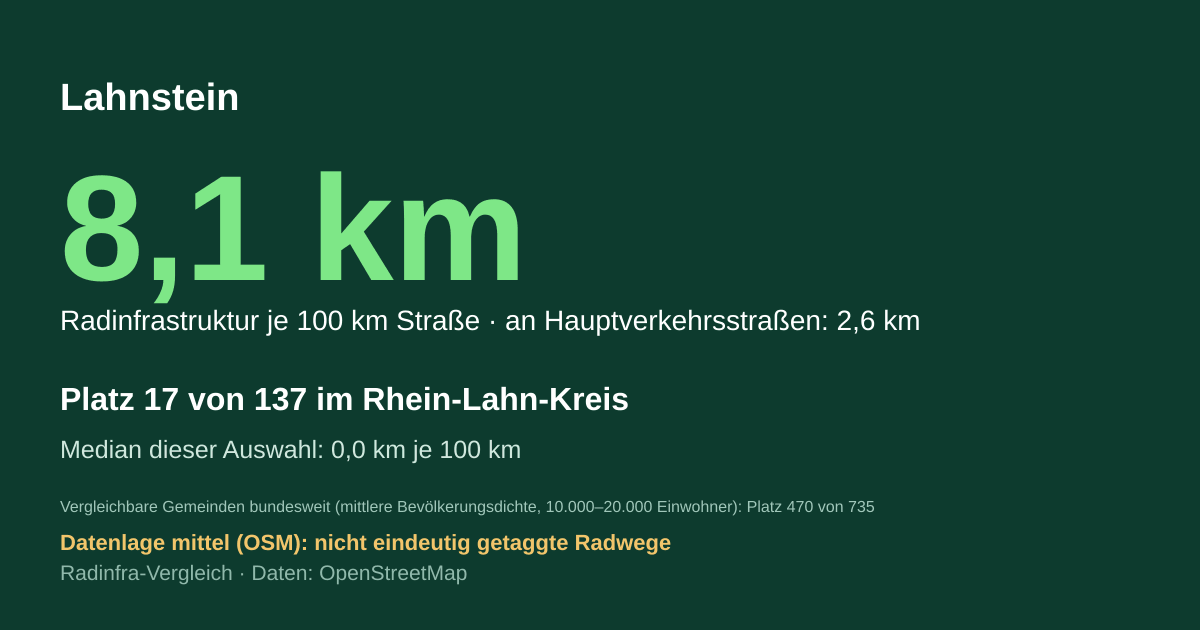 Lahnstein
8,1 km
Radinfrastruktur je 100 km Straße · an Hauptverkehrsstraßen: 2,6 km
Platz 17 von 137 im Rhein-Lahn-Kreis
Median dieser Auswahl: 0,0 km je 100 km
Vergleichbare Gemeinden bundesweit (mittlere Bevölkerungsdichte, 10.000–20.000 Einwohner): Platz 470 von 735
Datenlage mittel (OSM): nicht eindeutig getaggte Radwege
Radinfra-Vergleich · Daten: OpenStreetMap